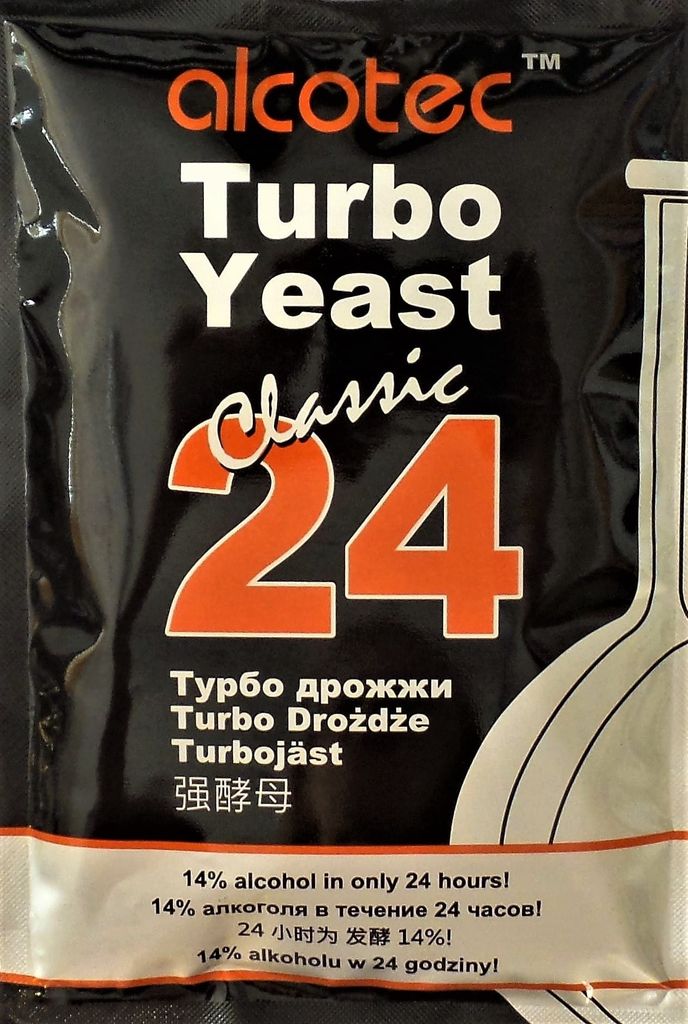 alcotec™
Turbo
Yeast
Classic
24
Турбо дрожжи
Turbo Drożdże
Turbojäst
强酵母
14% alcohol in only 24 hours!
14% алкоголя в течение 24 часов!
24 小时为 发酵 14%!
14% alkoholu w 24 godziny!